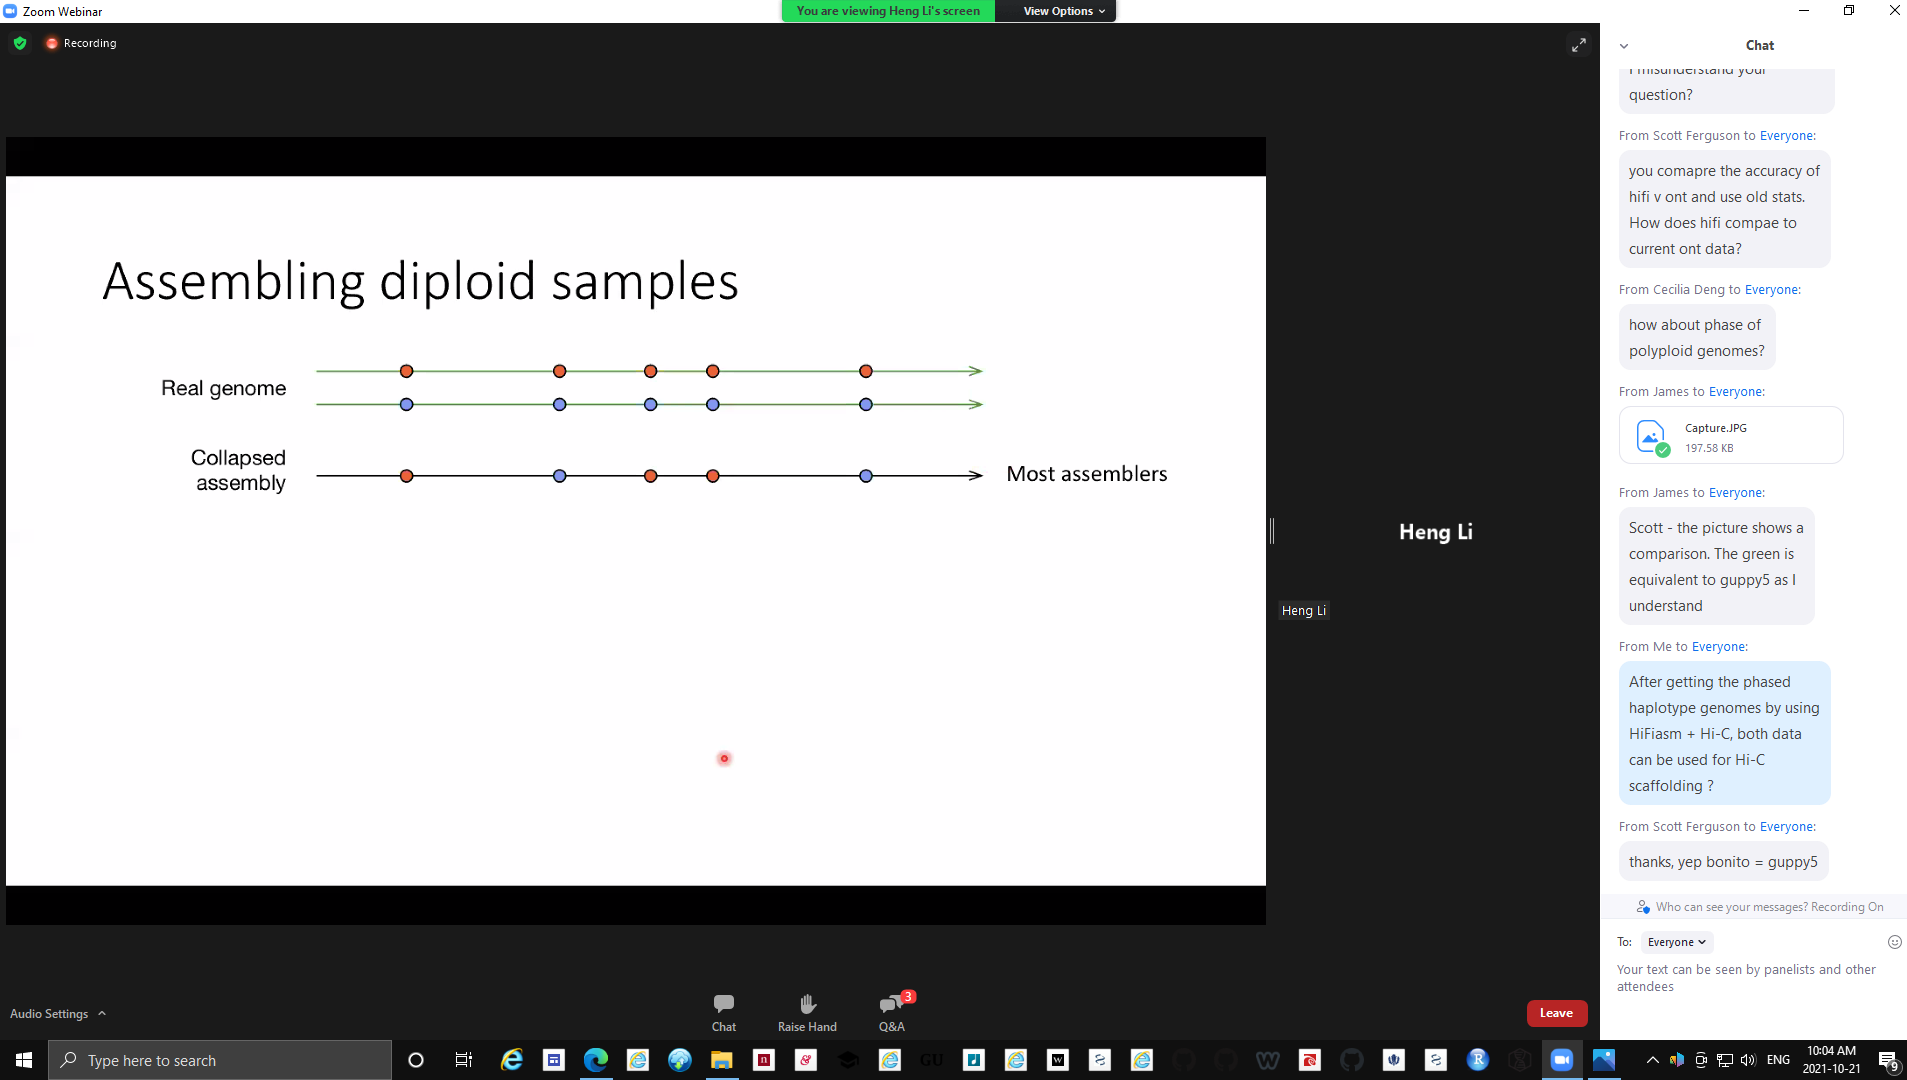 Zoom Webinar
You are viewing Heng Li's screen
View Options
Recording
Assembling diploid samples
Real genome
Collapsed
assembly
Most assemblers
Heng Li
Heng Li
Chat
I misunderstand your
question?
From Scott Ferguson to Everyone:
you comapre the accuracy of
hifi v ont and use old stats.
How does hifi compae to
current ont data?
From Cecilia Deng to Everyone:
how about phase of
polyploid genomes?
From James to Everyone:
Capture.JPG
197.58 KB
From James to Everyone:
Scott - the picture shows a
comparison. The green is
equivalent to guppy5 as I
understand
From Me to Everyone:
After getting the phased
haplotype genomes by using
HiFiasm + Hi-C, both data
can be used for Hi-C
scaffolding ?
From Scott Ferguson to Everyone:
thanks, yep bonito = guppy5
Who can see your messages? Recording On
To: Everyone
Your text can be seen by panelists and other
attendees
Audio Settings
Chat
Raise Hand
Q&A
3
Leave
Type here to search
GU
ENG
10:04 AM
2021-10-21
9